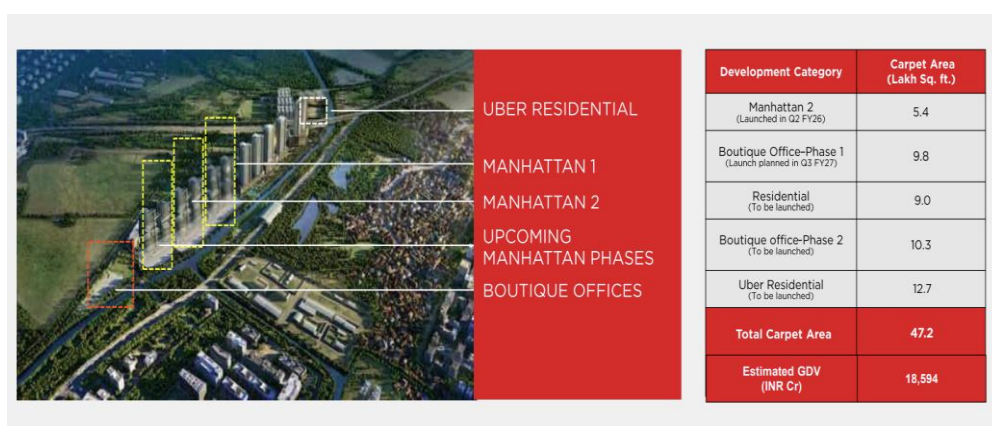 UBER RESIDENTIAL
MANHATTAN 1
MANHATTAN 2
UPCOMING
MANHATTAN PHASES
BOUTIQUE OFFICES
Development Category Carpet Area
(Lakh Sq. ft.)
Manhattan 2
(Launched in Q2 FY26) 5.4
Boutique Office-Phase 1
(Launch planned in Q3 FY27) 9.8
Residential
(To be launched) 9.0
Boutique office-Phase 2
(To be launched) 10.3
Uber Residential
(To be launched) 12.7
Total Carpet Area 47.2
Estimated GDV
(INR Cr) 18,594